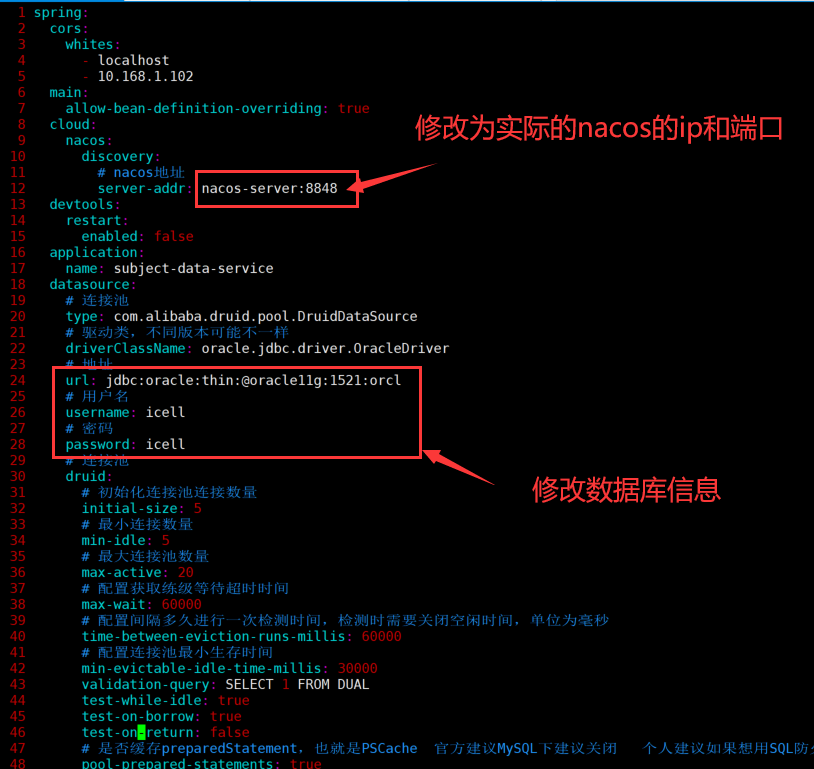 1 spring:
2 cors:
3 whites:
4 - localhost
5 - 10.168.1.102
6 main:
7 allow-bean-definition-overriding: true
修改为实际的nacos的ip和端口
8 cloud:
9 nacos:
10 discovery:
11 # nacos地址
12 server-addr: nacos-server:8848
13 devtools:
14 restart:
15 enabled: false
16 application:
17 name: subject-data-service
18 datasource:
19 # 连接池
20 type: com.alibaba.druid.pool.DruidDataSource
21 # 驱动类，不同版本可能不一样
22 driverClassName: oracle.jdbc.driver.OracleDriver
23 # 地址
24 url: jdbc:oracle:thin:@oracle11g:1521:orcl
25 # 用户名
26 username: icell
27 # 密码
28 password: icell
29 # 连接池
30 druid:
修改数据库信息
31 # 初始化连接池连接数量
32 initial-size: 5
33 # 最小连接数量
34 min-idle: 5
35 # 最大连接池数量
36 max-active: 20
37 # 配置获取练级等待超时时间
38 max-wait: 60000
39 # 配置间隔多久进行一次检测时间，检测时需要关闭空闲时间，单位为毫秒
40 time-between-eviction-runs-millis: 60000
41 # 配置连接池最小生存时间
42 min-evictable-idle-time-millis: 30000
43 validation-query: SELECT 1 FROM DUAL
44 test-while-idle: true
45 test-on-borrow: true
46 test-on-return: false
47 # 是否缓存preparedStatement，也就是PSCache 官方建议MySQL下建议关闭 个人建议如果想用SQL防
48 pool-prepared-statements: true